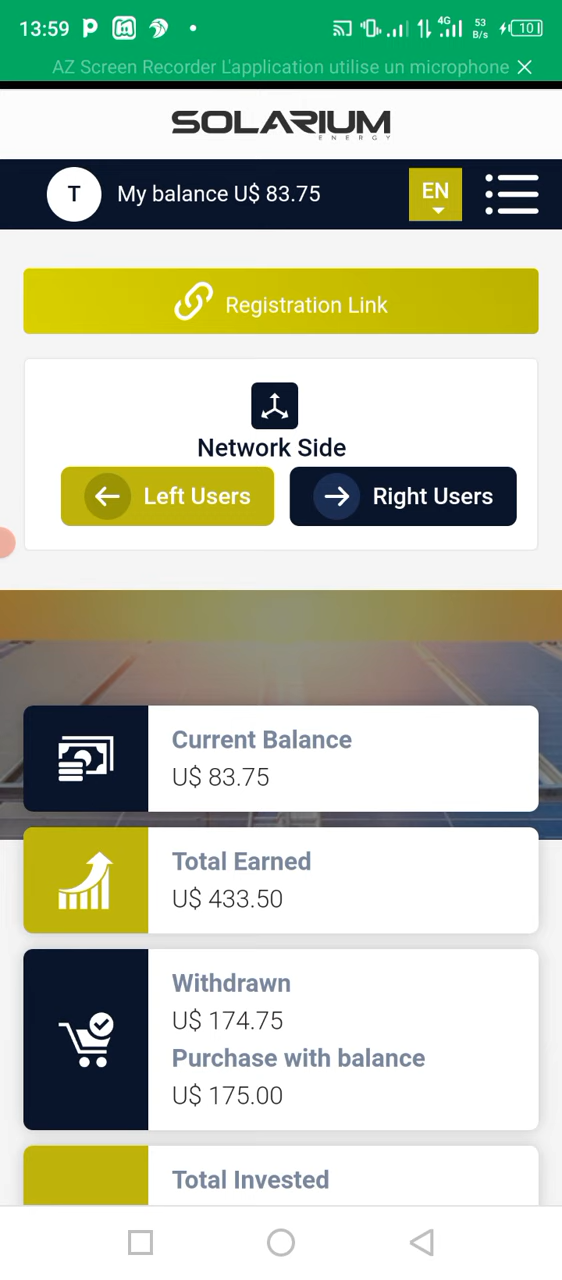 13:59
4G
53
B/s
10
AZ Screen Recorder L'application utilise un microphone
SOLARIUM
ENERGY
T
My balance U$ 83.75
EN
Registration Link
Network Side
Left Users
Right Users
Current Balance
U$ 83.75
Total Earned
U$ 433.50
Withdrawn
U$ 174.75
Purchase with balance
U$ 175.00
Total Invested